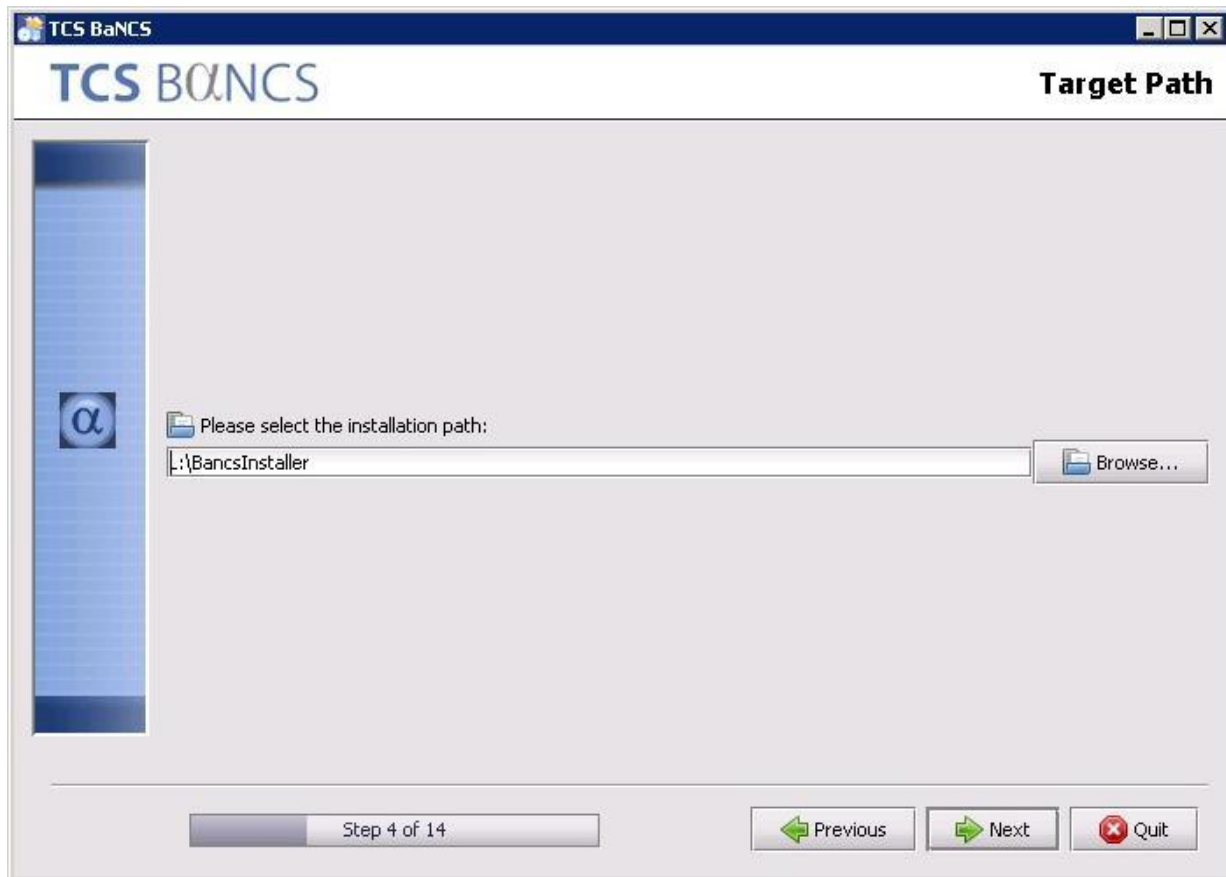 TCS BaNCS
TCS BαNCS
Target Path
α
Please select the installation path:
L:\BancsInstaller
Browse...
Step 4 of 14
Previous
Next
Quit